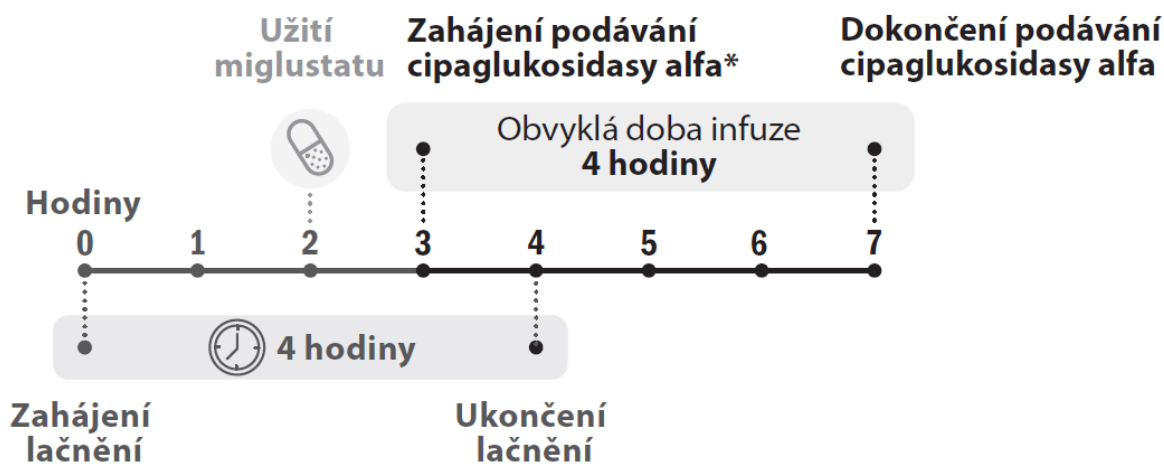 Užití
miglustatu
Zahájení podávání
cipaglukosidasy alfa*
Dokončení podávání
cipaglukosidasy alfa
Obvyklá doba infuze
4 hodiny
Hodiny
0 1 2 3 4 5 6 7
4 hodiny
Zahájení
lačnění
Ukončení
lačnění